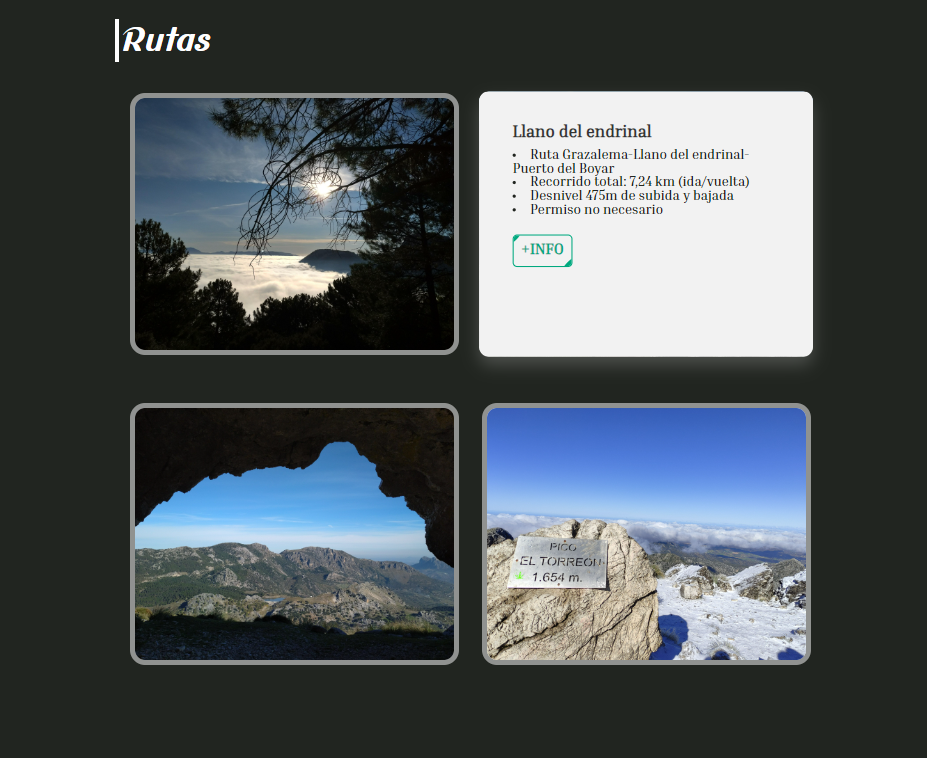 Rutas
Llano del endrinal
• Ruta Grazalema-Llano del endrinal-
Puerto del Boyar
• Recorrido total: 7,24 km (ida/vuelta)
• Desnivel 475m de subida y bajada
• Permiso no necesario
+INFO
PICO
EL TORREON
1.654 m.